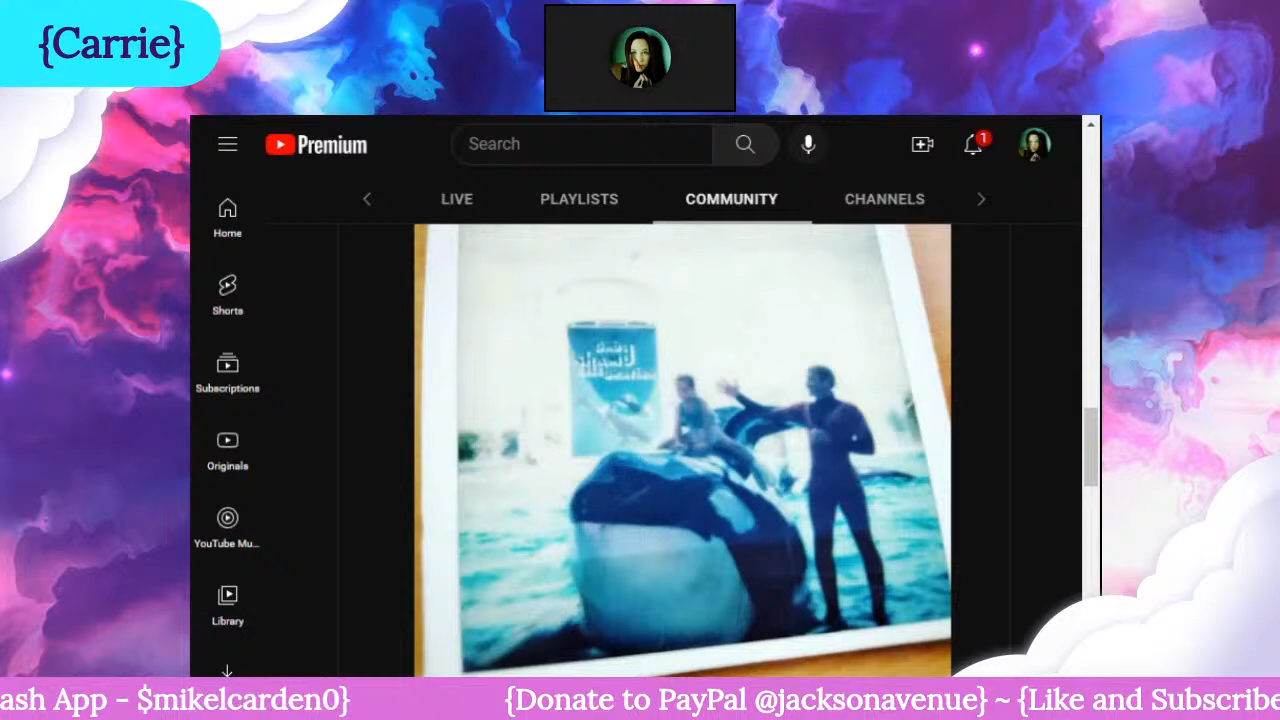 {Carrie}
Premium
Search
1
LIVE
PLAYLISTS
COMMUNITY
CHANNELS
Home
Shorts
Subscriptions
Originals
YouTube Mu...
Library
ash App - $mikelcarden0}
{Donate to PayPal @jacksonavenue} ~ {Like and Subscribe